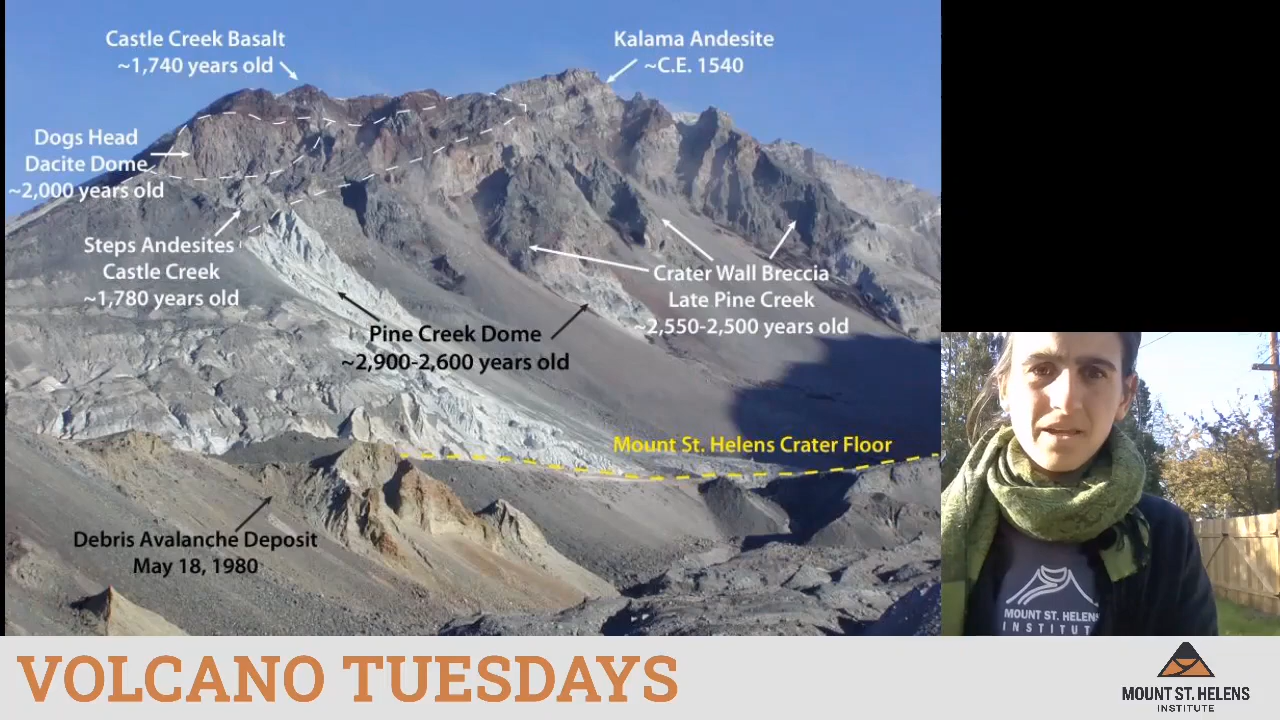 Castle Creek Basalt
~1,740 years old
Kalama Andesite
~C.E. 1540
Dogs Head
Dacite Dome
~2,000 years old
Steps Andesites
Castle Creek
~1,780 years old
Crater Wall Breccia
Late Pine Creek
~2,550-2,500 years old
Pine Creek Dome
~2,900-2,600 years old
Mount St. Helens Crater Floor
Debris Avalanche Deposit
May 18, 1980
MOUNT ST. HELENS
INSTITUT
VOLCANO TUESDAYS
MOUNT ST. HELENS
INSTITUTE